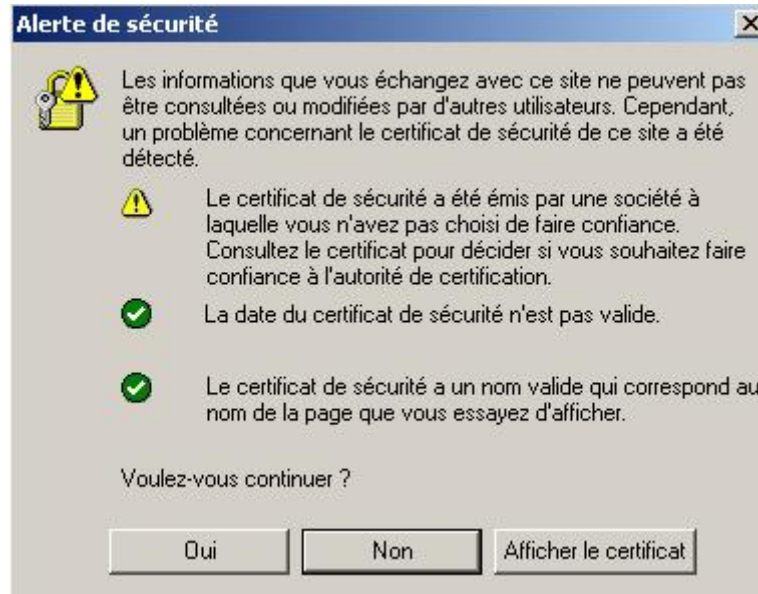 Alerte de sécurité
Les informations que vous échangez avec ce site ne peuvent pas
être consultées ou modifiées par d'autres utilisateurs. Cependant,
un problème concernant le certificat de sécurité de ce site a été
détecté.
Le certificat de sécurité a été émis par une société à
laquelle vous n'avez pas choisi de faire confiance.
Consultez le certificat pour décider si vous souhaitez faire
confiance à l'autorité de certification.
La date du certificat de sécurité n'est pas valide.
Le certificat de sécurité a un nom valide qui correspond au
nom de la page que vous essayez d'afficher.
Voulez-vous continuer ?
Oui
Non
Afficher le certificat